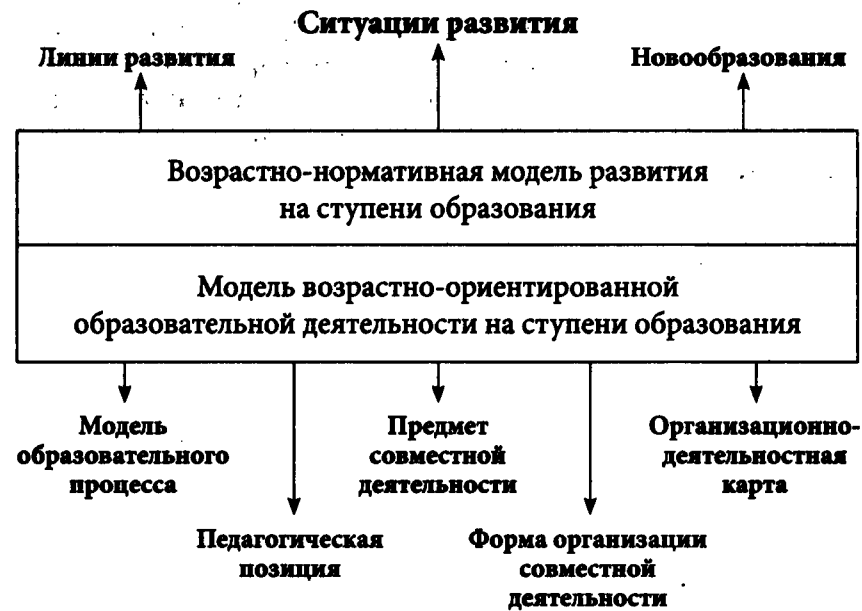 Ситуации развития
Линии развития
Новообразования
Возрастно-нормативная модель развития
на ступени образования
Модель возрастно-ориентированной
образовательной деятельности на ступени образования
Модель
образовательного
процесса
Предмет
совместной
деятельности
Организационно-
деятельностная
карта
Педагогическая
позиция
Форма организации
совместной
деятельности